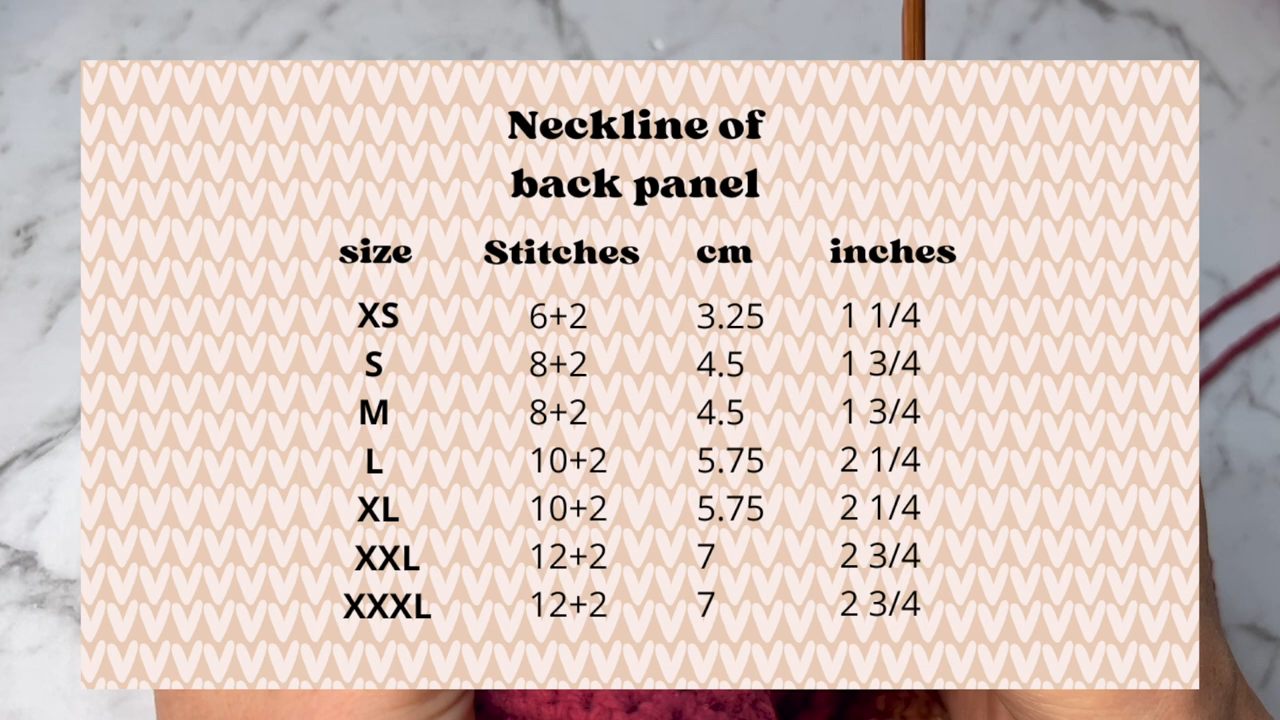 Neckline of
back panel
size Stitches cm inches
XS 6+2 3.25 1 1/4
S 8+2 4.5 1 3/4
M 8+2 4.5 1 3/4
L 10+2 5.75 2 1/4
XL 10+2 5.75 2 1/4
XXL 12+2 7 2 3/4
XXXL 12+2 7 2 3/4